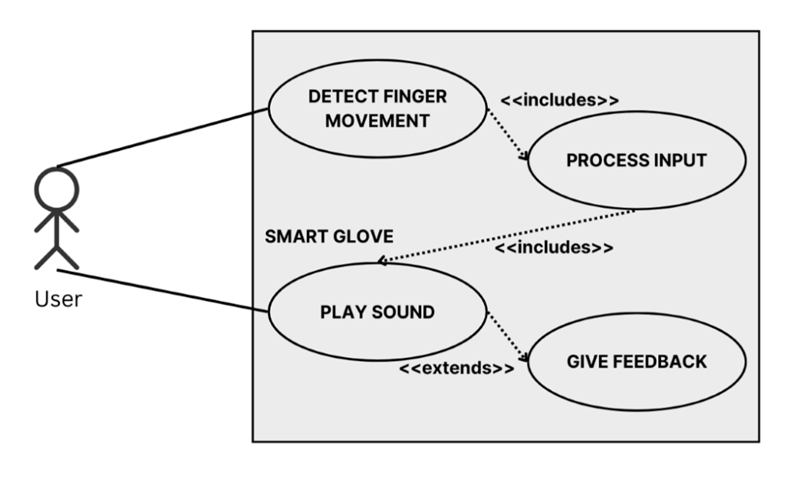 DETECT FINGER
MOVEMENT
<<includes>>
PROCESS INPUT
SMART GLOVE
<<includes>>
User
PLAY SOUND
<<extends>>
GIVE FEEDBACK